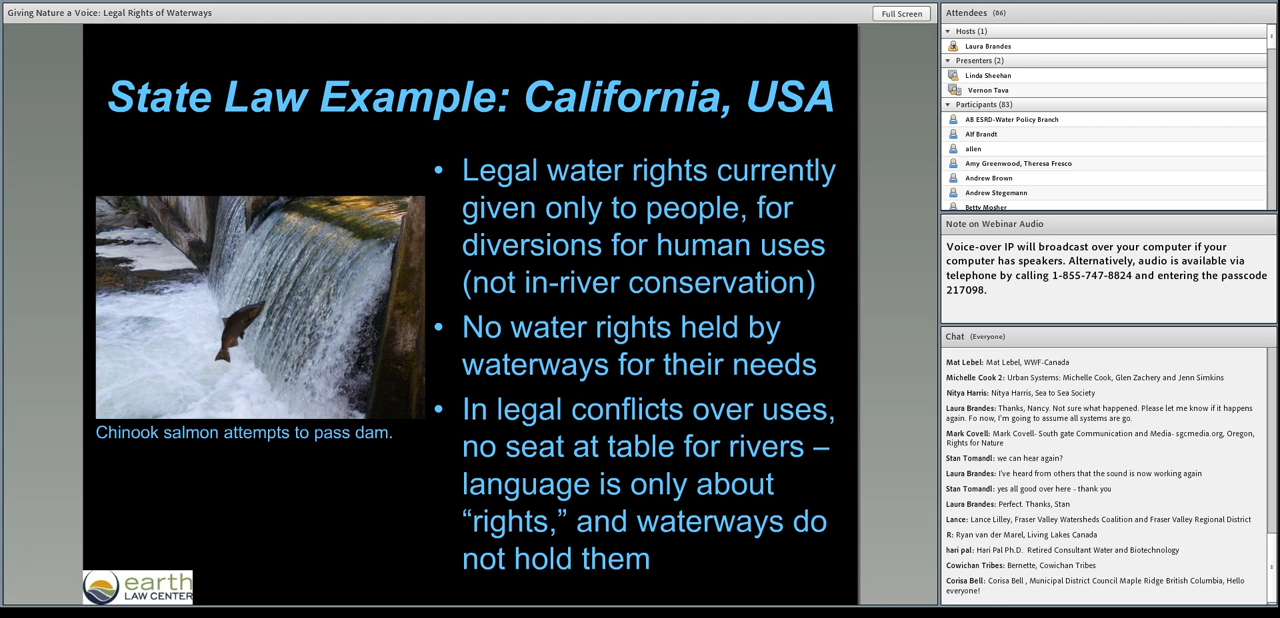 Giving Nature a Voice: Legal Rights of Waterways
Full Screen
State Law Example: California, USA
• Legal water rights currently
given only to people, for
diversions for human uses
(not in-river conservation)
• No water rights held by
waterways for their needs
• In legal conflicts over uses,
no seat at table for rivers –
language is only about
“rights,” and waterways do
not hold them
Chinook salmon attempts to pass dam.
earth
LAW CENTER
Attendees (86)
Hosts (1)
Laura Brandes
Presenters (2)
Linda Sheehan
Vernon Tava
Participants (83)
AB ESRD-Water Policy Branch
Alf Brandt
allen
Amy Greenwood, Theresa Fresco
Andrew Brown
Andrew Stegemann
Betty Mosher
Note on Webinar Audio
Voice-over IP will broadcast over your computer if your
computer has speakers. Alternatively, audio is available via
telephone by calling 1-855-747-8824 and entering the passcode
217098.
Chat (Everyone)
Mat Lebel: Mat Lebel, WWF-Canada
Michelle Cook 2: Urban Systems: Michelle Cook, Glen Zachery and Jenn Simkins
Nitya Harris: Nitya Harris, Sea to Sea Society
Laura Brandes: Thanks, Nancy. Not sure what happened. Please let me know if it happens
again. Fo now, I'm going to assume all systems are go.
Mark Covell: Mark Covell- South gate Communication and Media- sgcmedia.org, Oregon,
Rights for Nature
Stan Tomandl: we can hear again?
Laura Brandes: I've heard from others that the sound is now working again
Stan Tomandl: yes all good over here - thank you
Laura Brandes: Perfect. Thanks, Stan
Lance: Lance Lilley, Fraser Valley Watersheds Coalition and Fraser Valley Regional District
R: Ryan van der Marel, Living Lakes Canada
hari pal: Hari Pal Ph.D. Retired Consultant Water and Biotechnology
Cowichan Tribes: Bernette, Cowichan Tribes
Corisa Bell: Corisa Bell , Municipal District Council Maple Ridge British Columbia, Hello
everyone!